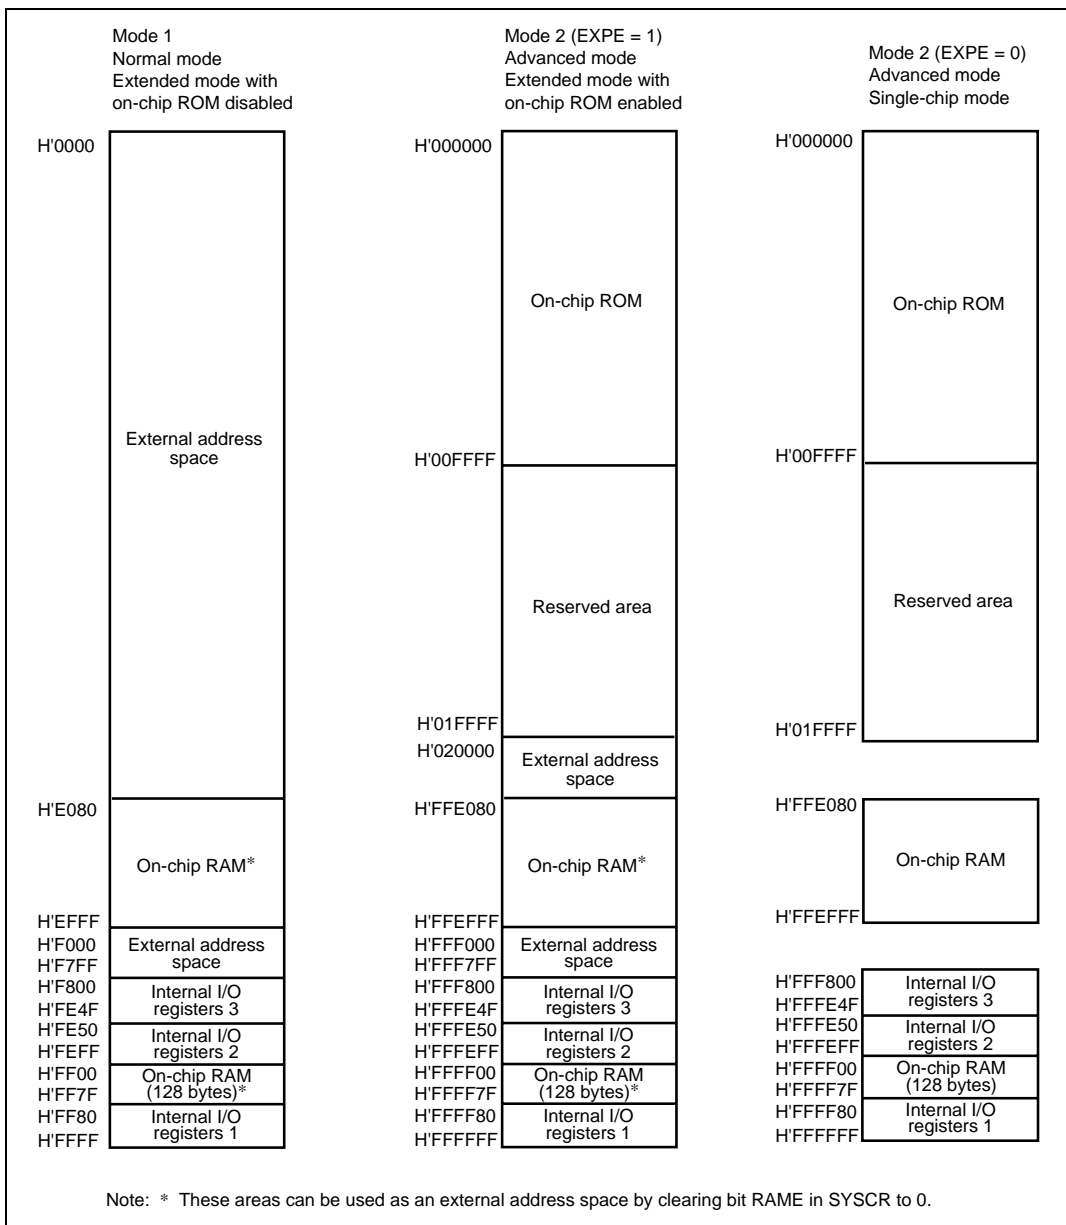 Mode 1
Normal mode
Extended mode with
on-chip ROM disabled
H'0000
External address
space
H'E080
On-chip RAM*
H'EFFF
H'F000
External address
space
H'F7FF
H'F800
Internal I/O
registers 3
H'FE4F
H'FE50
Internal I/O
registers 2
H'FEFF
H'FF00
On-chip RAM
(128 bytes)*
H'FF7F
H'FF80
Internal I/O
registers 1
H'FFFF
Mode 2 (EXPE = 1)
Advanced mode
Extended mode with
on-chip ROM enabled
H'000000
On-chip ROM
H'00FFFF
Reserved area
H'01FFFF
H'020000
External address
space
H'FFE080
On-chip RAM*
H'FFEFFF
H'FFF000
External address
space
H'FFF7FF
H'FFF800
Internal I/O
registers 3
H'FFFE4F
H'FFFE50
Internal I/O
registers 2
H'FFFEFF
H'FFFF00
On-chip RAM
(128 bytes)*
H'FFFF7F
H'FFFF80
Internal I/O
registers 1
H'FFFFFF
Mode 2 (EXPE = 0)
Advanced mode
Single-chip mode
H'000000
On-chip ROM
H'00FFFF
Reserved area
H'01FFFF
H'FFE080
On-chip RAM
H'FFEFFF
H'FFF800
Internal I/O
registers 3
H'FFFE4F
H'FFFE50
Internal I/O
registers 2
H'FFFEFF
H'FFFF00
On-chip RAM
(128 bytes)
H'FFFF7F
H'FFFF80
Internal I/O
registers 1
H'FFFFFF
Note: * These areas can be used as an external address space by clearing bit RAME in SYSCR to 0.